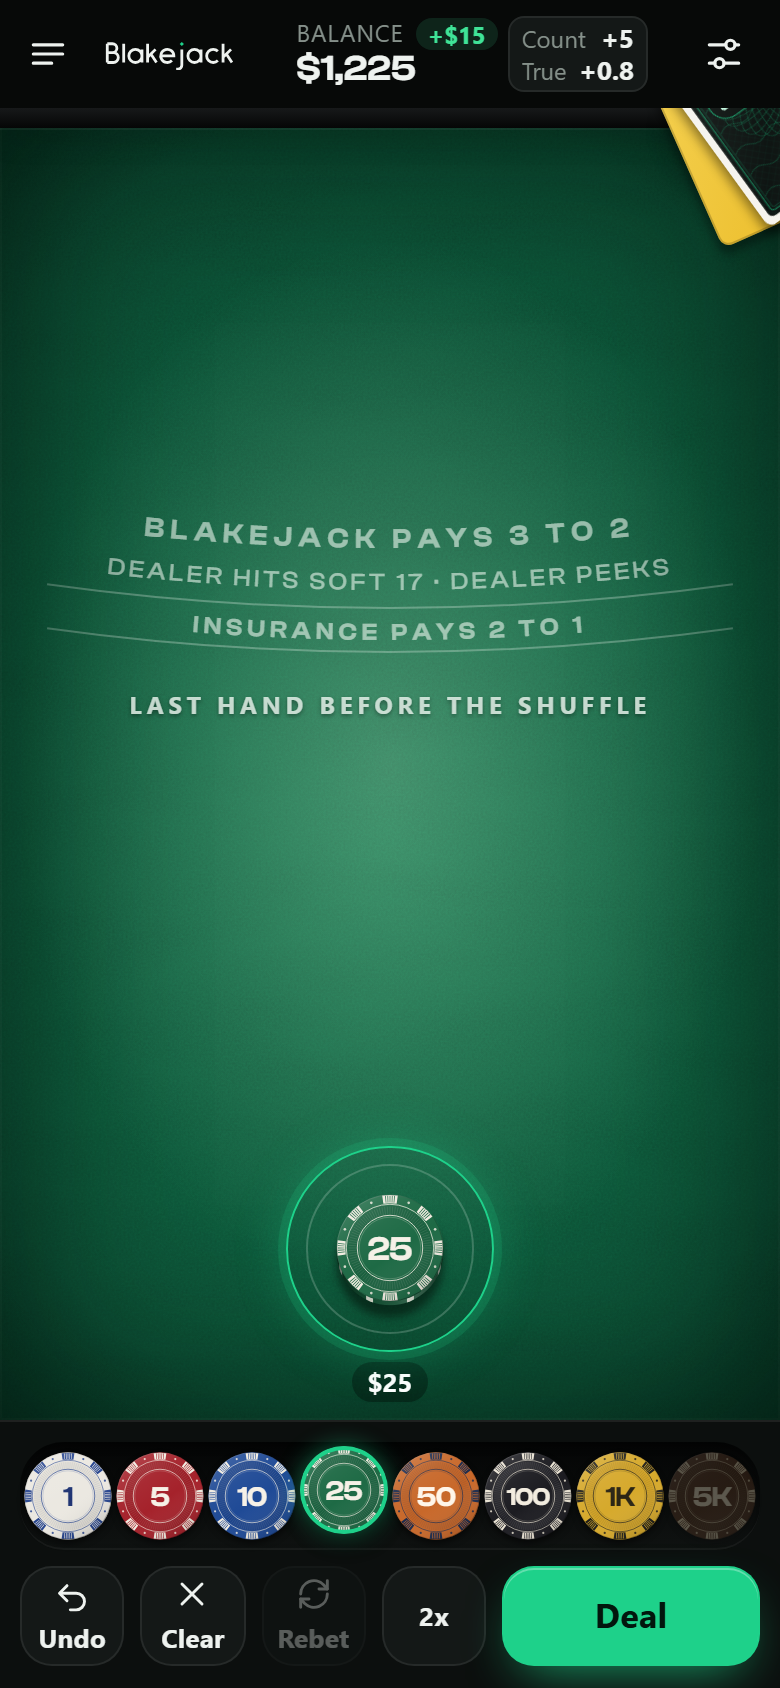 Blakejack
BALANCE +$15
$1,225
Count +5
True +0.8
BLAKEJACK PAYS 3 TO 2
DEALER HITS SOFT 17 · DEALER PEEKS
INSURANCE PAYS 2 TO 1
LAST HAND BEFORE THE SHUFFLE
25
$25
1 5 10 25 50 100 1K 5K
Undo Clear Rebet 2x Deal